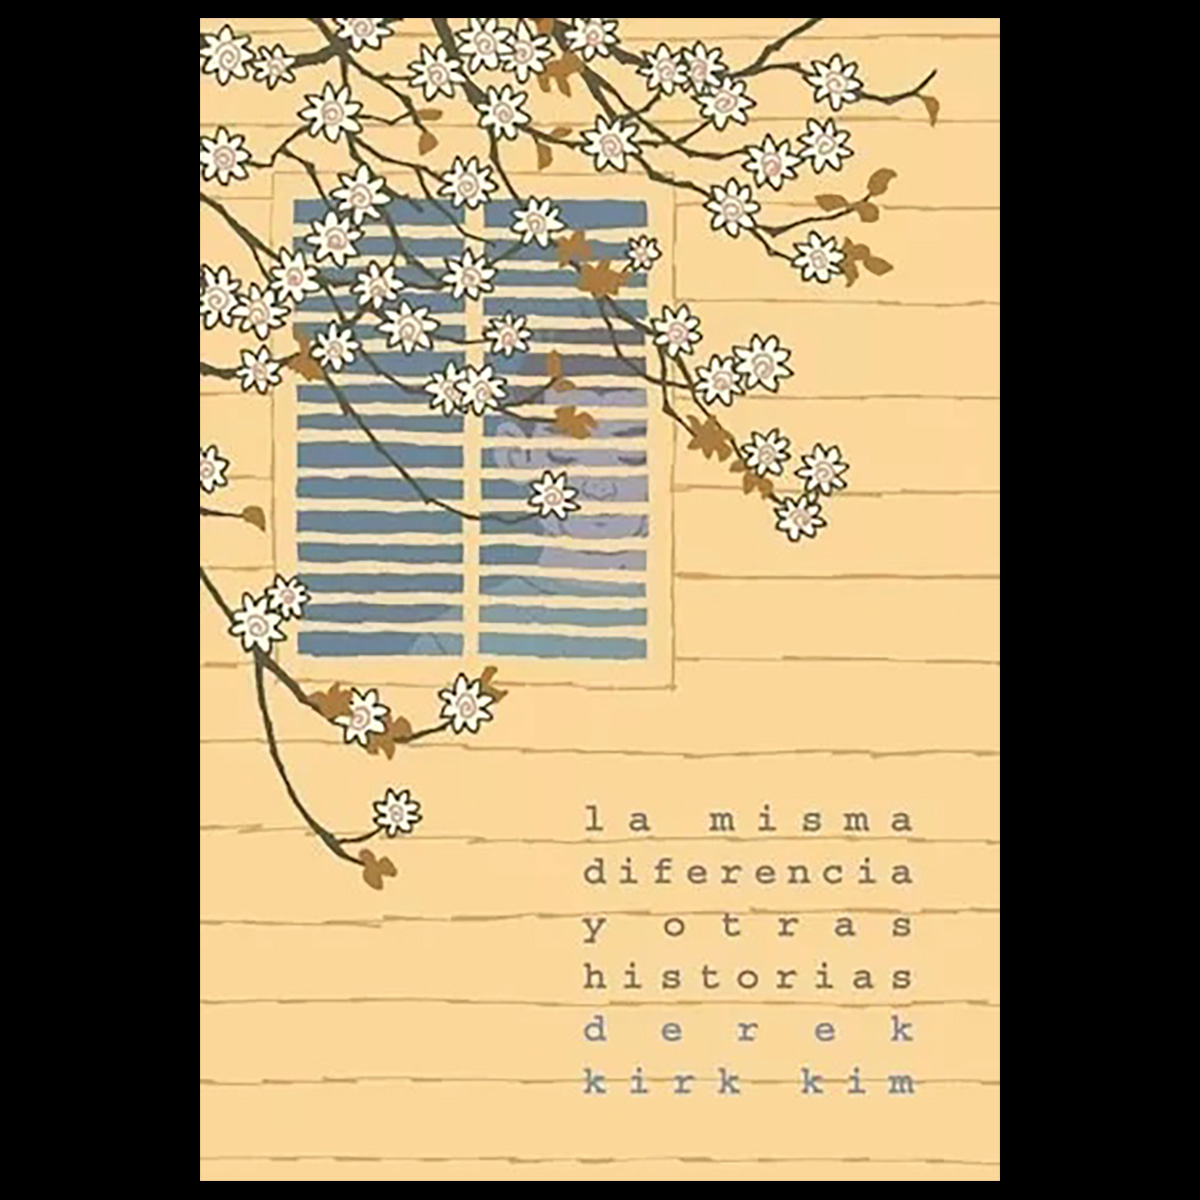 la misma
diferencia
y otras
historias
derek
kirk kim